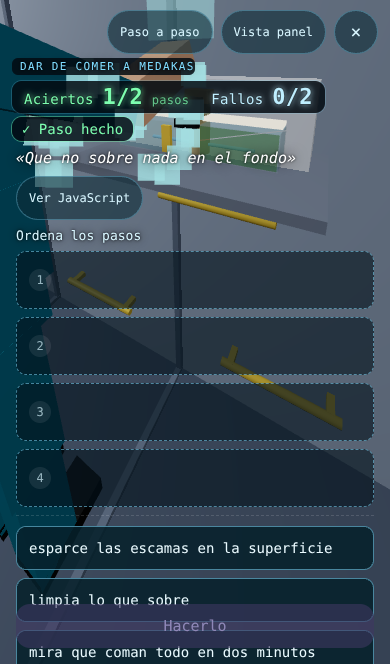 Paso a paso
Vista panel
×
DAR DE COMER A MEDAKAS
Aciertos 1/2 pasos Fallos 0/2
✓ Paso hecho
«Que no sobre nada en el fondo»
Ver JavaScript
Ordena los pasos
1
2
3
4
esparce las escamas en la superficie
limpia lo que sobre
Hacerlo
mira que coman todo en dos minutos